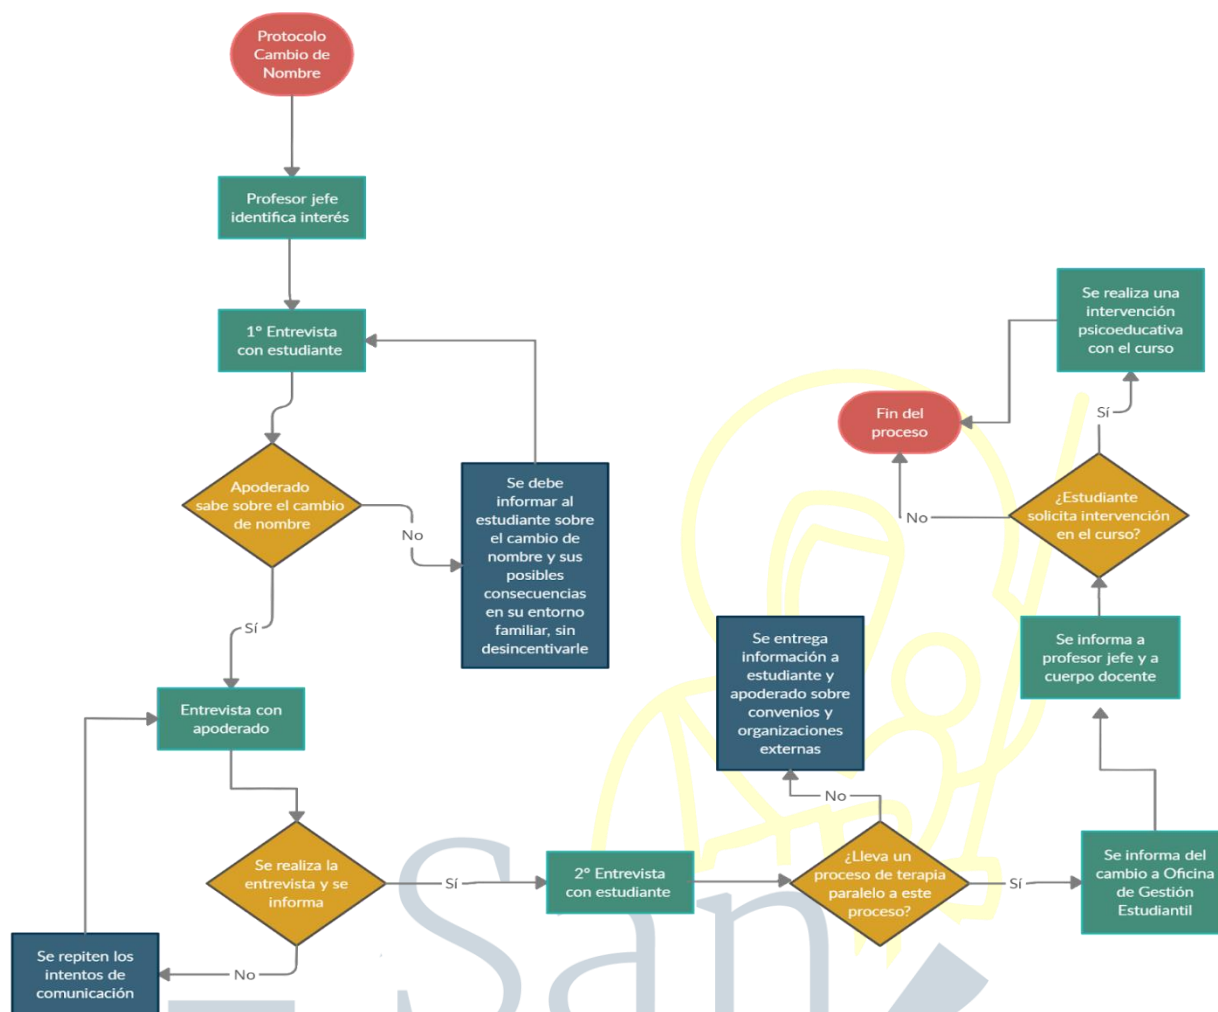 Protocolo
Cambio de
Nombre
Profesor jefe
identifica interés
1° Entrevista
con estudiante
Apoderado
sabe sobre el cambio
de nombre
No
Se debe
informar al
estudiante sobre
el cambio de
nombre y sus
posibles
consecuencias
en su entorno
familiar, sin
desincentivarle
Sí
Entrevista con
apoderado
Se realiza la
entrevista y se
informa
No
Se repiten los
intentos de
comunicación
Sí
2° Entrevista
con estudiante
¿Lleva un
proceso de terapia
paralelo a este
proceso?
No
Se entrega
información a
estudiante y
apoderado sobre
convenios y
organizaciones
externas
Sí
Se informa del
cambio a Oficina
de Gestión
Estudiantil
Se informa a
profesor jefe y a
cuerpo docente
¿Estudiante
solicita intervención
en el curso?
Sí
Se realiza una
intervención
psicoeducativa
con el curso
No
Fin del
proceso
San